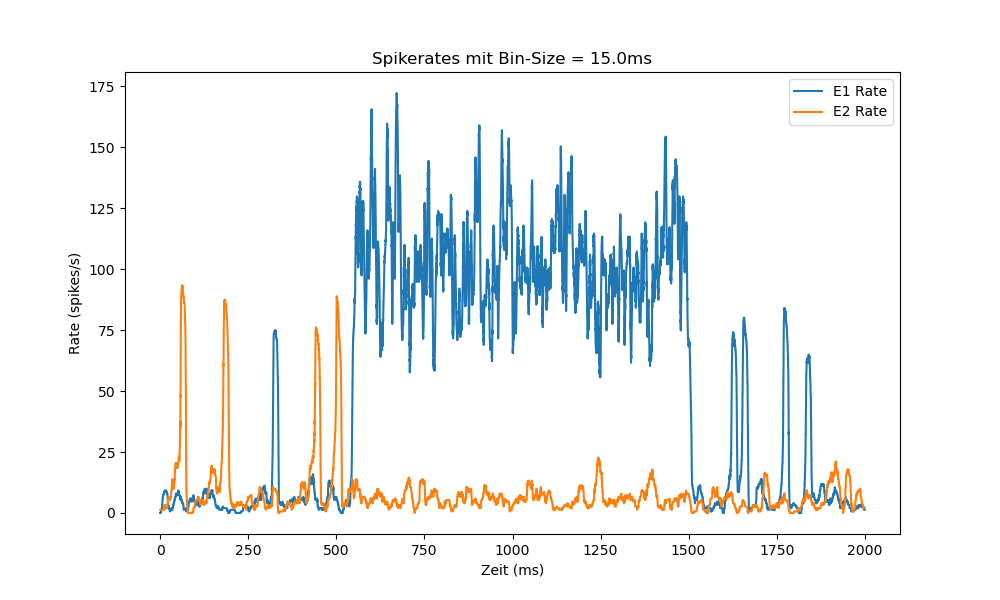 Spikerates mit Bin-Size = 15.0ms
E1 Rate
E2 Rate
Rate (spikes/s)
175
150
125
100
75
50
25
0
0 250 500 750 1000 1250 1500 1750 2000
Zeit (ms)